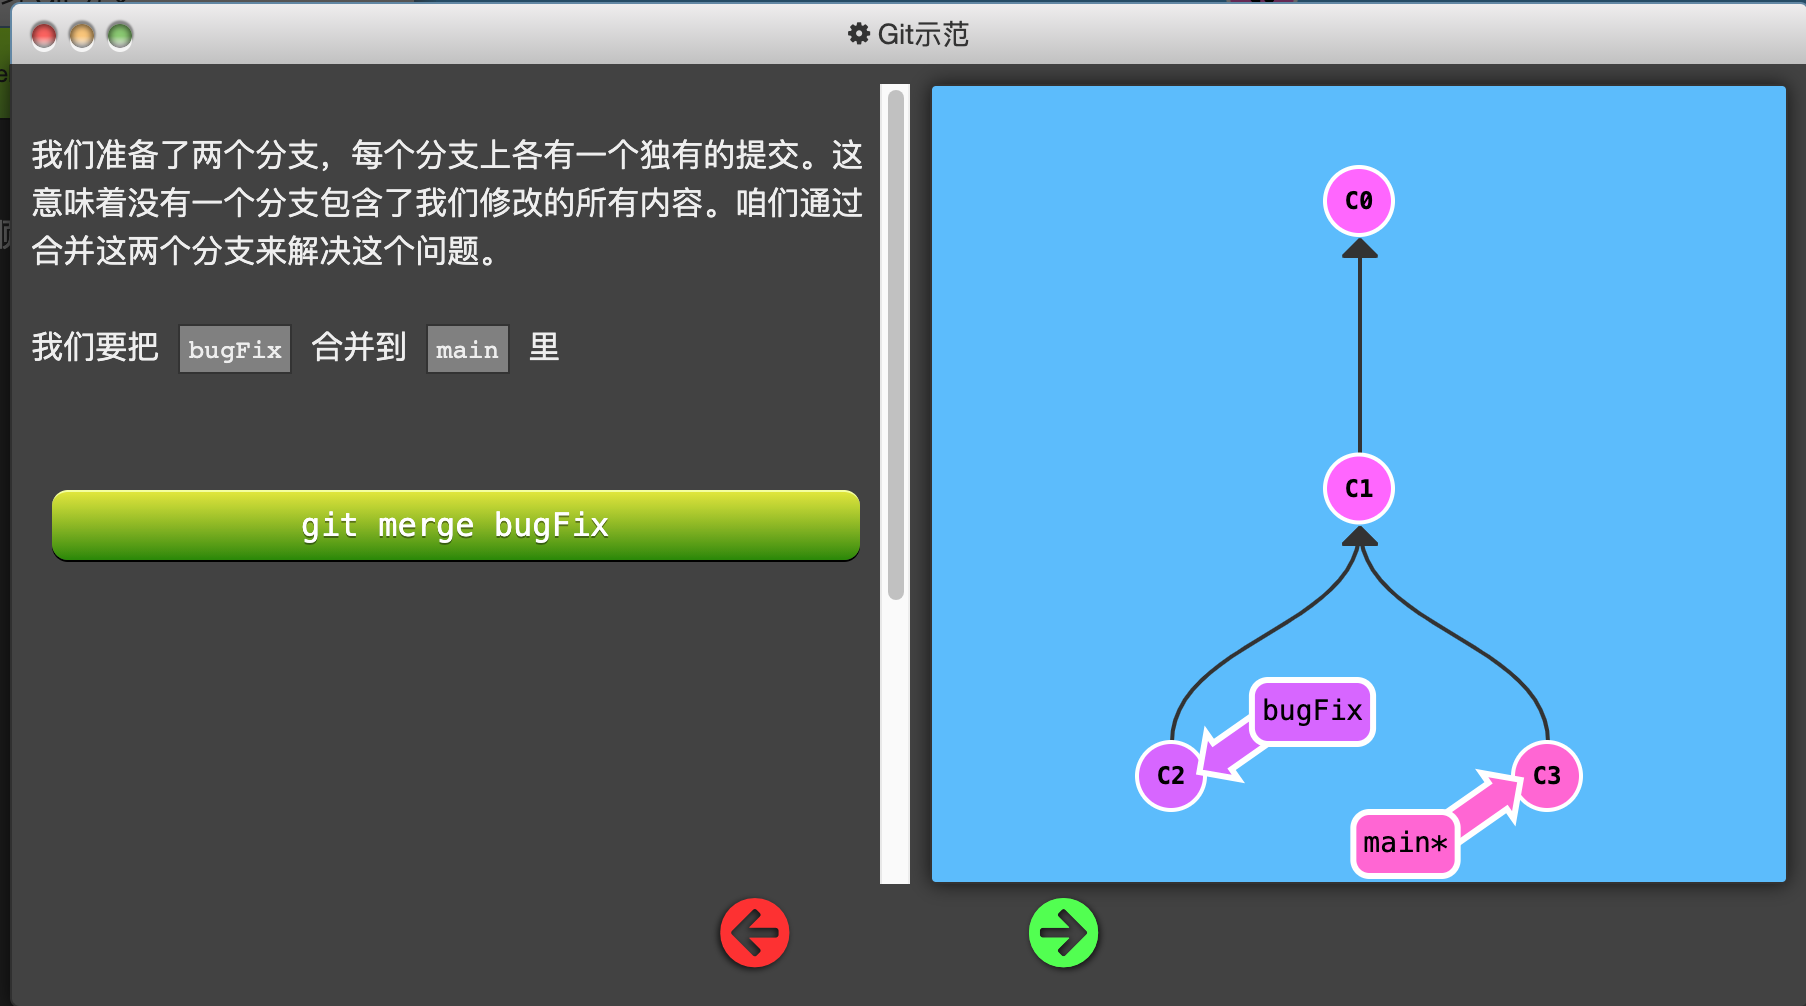 Git示范
我们准备了两个分支，每个分支上各有一个独有的提交。这
意味着没有一个分支包含了我们修改的所有内容。咱们通过
合并这两个分支来解决这个问题。
我们要把 bugFix 合并到 main 里
git merge bugFix
C0
C1
bugFix
C2
C3
main*